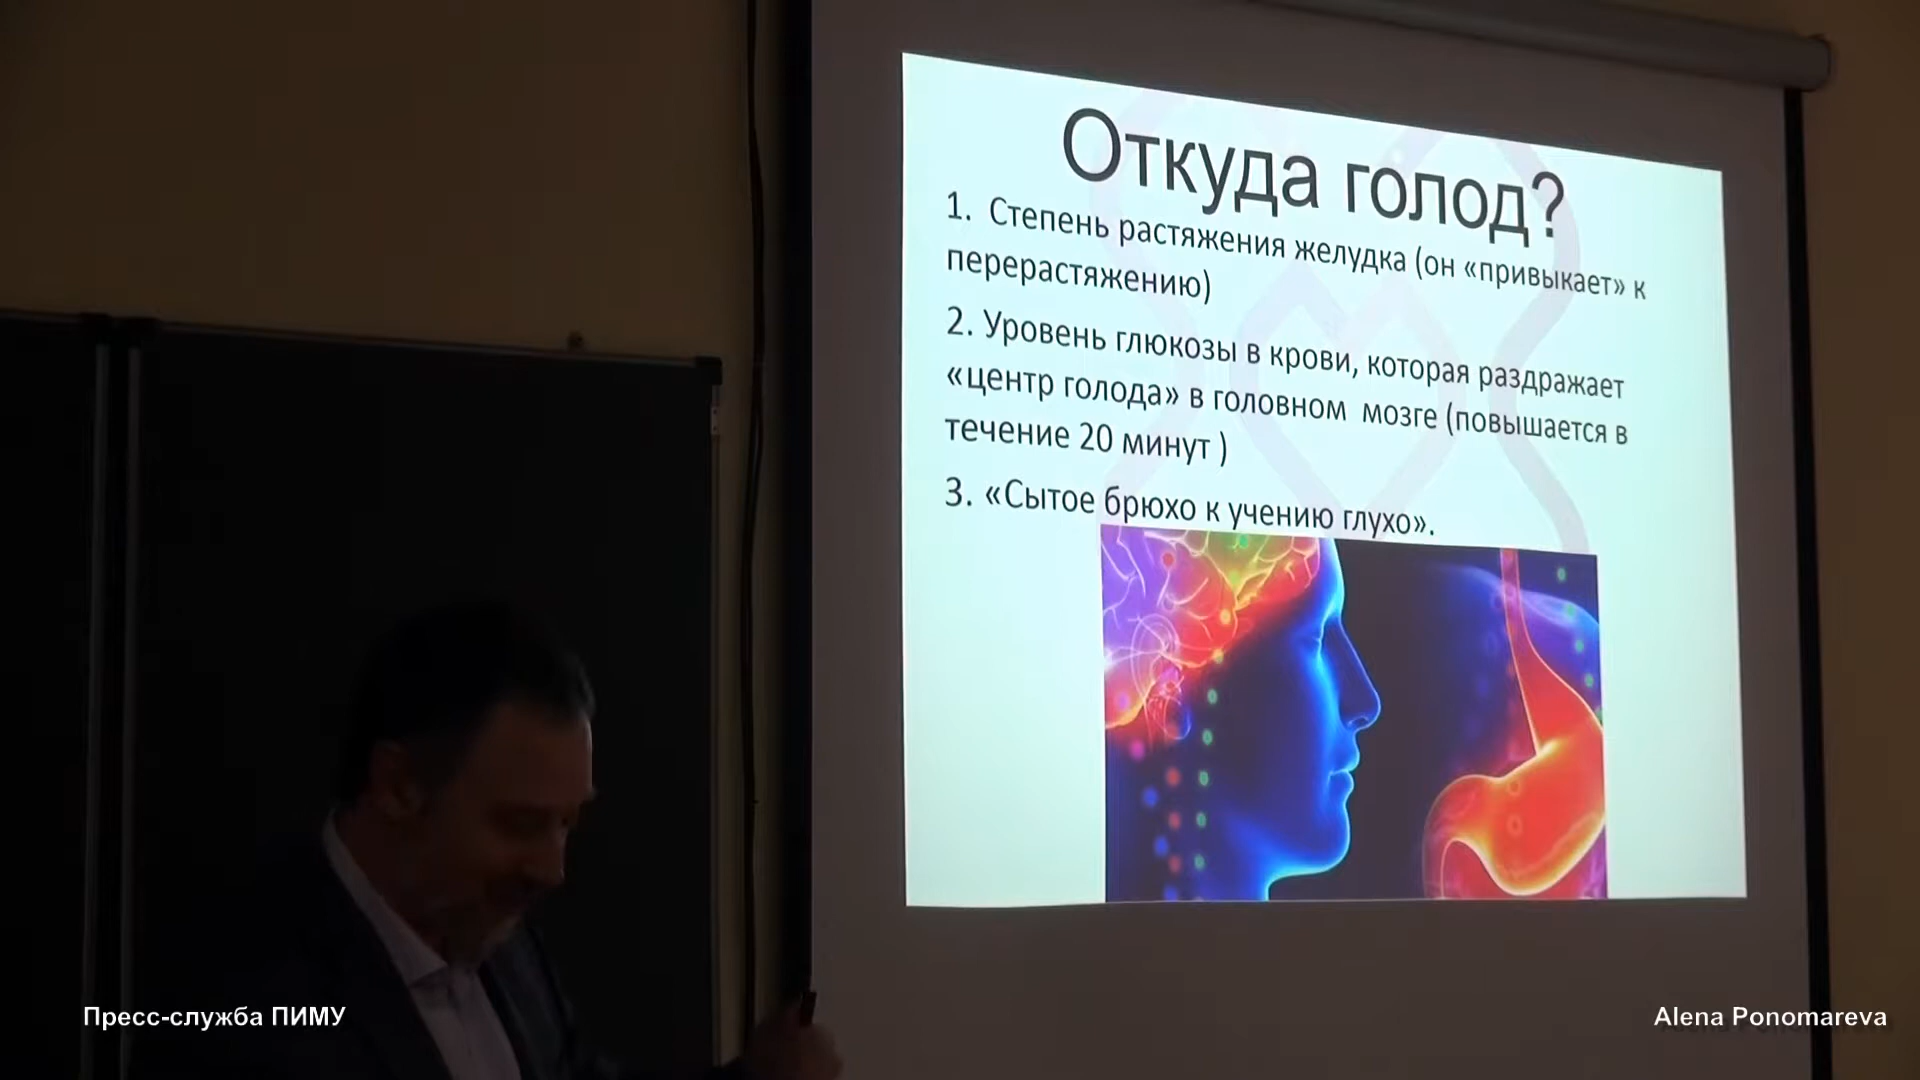 Откуда голод?
1. Степень растяжения желудка (он «привыкает» к
перерастяжению)
2. Уровень глюкозы в крови, которая раздражает
«центр голода» в головном мозге (повышается в
течение 20 минут )
3. «Сытое брюхо к учению глухо».
Пресс-служба ПИМУ
Alena Ponomareva